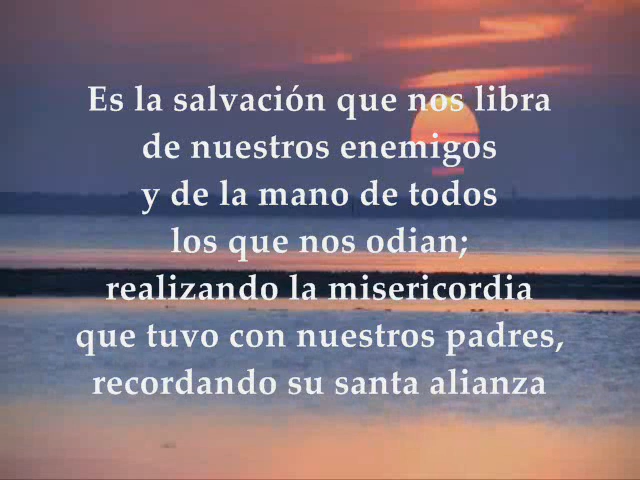 Es la salvación que nos libra
de nuestros enemigos
y de la mano de todos
los que nos odian;
realizando la misericordia
que tuvo con nuestros padres,
recordando su santa alianza